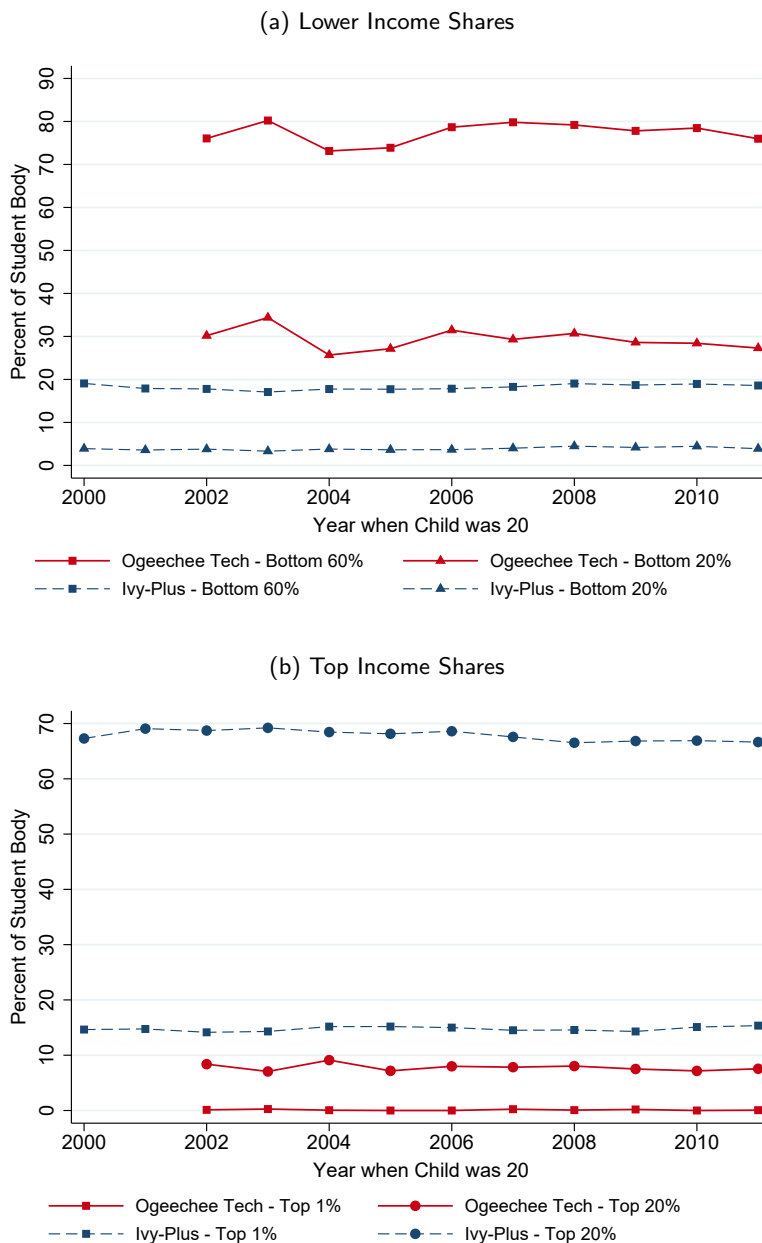 (a) Lower Income Shares
90
80
70
60
50
40
30
20
10
0
Percent of Student Body
2000 2002 2004 2006 2008 2010
Year when Child was 20
Ogeechee Tech - Bottom 60% Ogeechee Tech - Bottom 20%
Ivy-Plus - Bottom 60% Ivy-Plus - Bottom 20%
(b) Top Income Shares
70
60
50
40
30
20
10
0
Percent of Student Body
2000 2002 2004 2006 2008 2010
Year when Child was 20
Ogeechee Tech - Top 1% Ogeechee Tech - Top 20%
Ivy-Plus - Top 1% Ivy-Plus - Top 20%